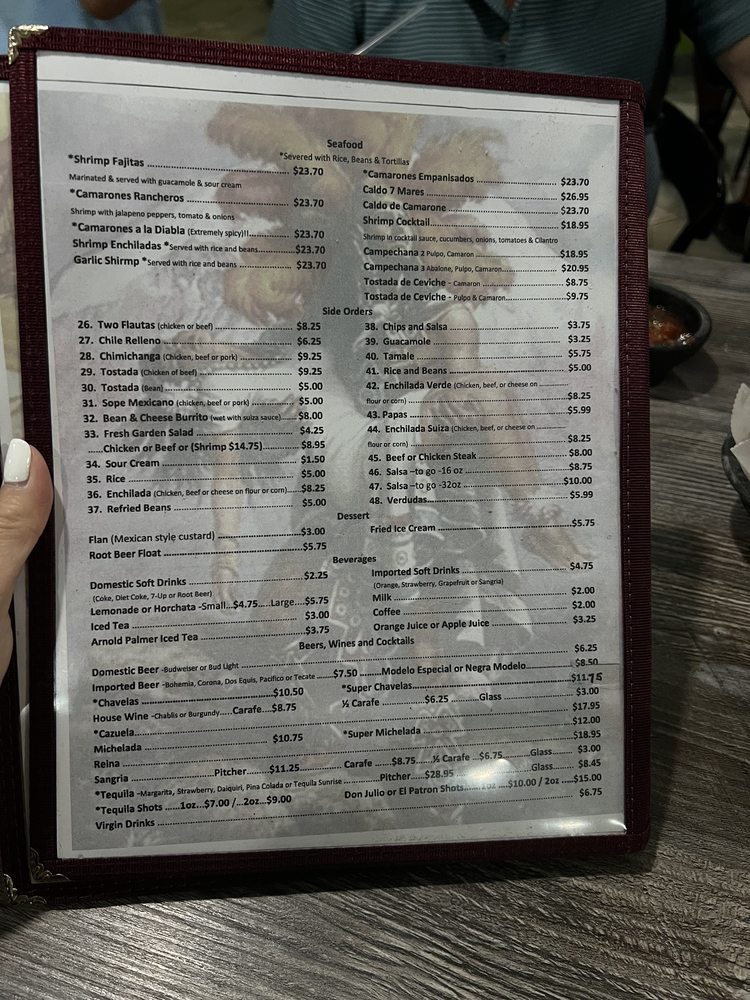 Seafood
*Severed with Rice, Beans & Tortillas
*Shrimp Fajitas ........ $23.70
Marinated & served with guacamole & sour cream
*Camarones Rancheros ........ $23.70
Shrimp with jalapeno peppers, tomato & onions
*Camarones a la Diabla (Extremely spicy)!!........ $23.70
Shrimp Enchiladas *Served with rice and beans........$23.70
Garlic Shirmp *Served with rice and beans ........ $23.70
*Camarones Empanisados ........ $23.70
Caldo 7 Mares ........ $26.95
Caldo de Camarone ........ $23.70
Shrimp Cocktail........ $18.95
Shrimp in cocktail sauce, cucumbers, onions, tomatoes & Cilantro
Campechana 2 Pulpo, Camaron ........ $18.95
Campechana 3 Abalone, Pulpo, Camaron........ $20.95
Tostada de Ceviche - Camaron ........ $8.75
Tostada de Ceviche - Pulpo & Camaron........ $9.75
Side Orders
26. Two Flautas (chicken or beef) ........ $8.25
27. Chile Relleno ........ $6.25
28. Chimichanga (Chicken, beef or pork) ........ $9.25
29. Tostada (Chicken of beef) ........ $9.25
30. Tostada (Bean) ........ $5.00
31. Sope Mexicano (chicken, beef or pork) ........ $5.00
32. Bean & Cheese Burrito (wet with suiza sauce)........ $8.00
33. Fresh Garden Salad ........ $4.25
......Chicken or Beef or (Shrimp $14.75)........ $8.95
34. Sour Cream ........ $1.50
35. Rice ........ $5.00
36. Enchilada (Chicken, Beef or cheese on flour or corn)......$8.25
37. Refried Beans ........ $5.00
38. Chips and Salsa ........ $3.75
39. Guacamole ........ $3.25
40. Tamale ........ $5.75
41. Rice and Beans ........ $5.00
42. Enchilada Verde (Chicken, beef, or cheese on ........
flour or corn) ........ $8.25
43. Papas ........ $5.99
44. Enchilada Suiza (Chicken, beef, or cheese on ........
flour or corn) ........ $8.25
45. Beef or Chicken Steak ........ $8.00
46. Salsa –to go -16 oz ........ $8.75
47. Salsa –to go -32oz ........ $10.00
48. Verdudas........ $5.99
Dessert
Flan (Mexican style custard) ........ $3.00
Root Beer Float ........ $5.75
Fried Ice Cream ........ $5.75
Beverages
Domestic Soft Drinks ........ $2.25
(Coke, Diet Coke, 7-Up or Root Beer)
Lemonade or Horchata -Small...$4.75.....Large....$5.75
Iced Tea ........ $3.00
Arnold Palmer Iced Tea ........ $3.75
Imported Soft Drinks ........ $4.75
(Orange, Strawberry, Grapefruit or Sangria)
Milk ........ $2.00
Coffee ........ $2.00
Orange Juice or Apple Juice ........ $3.25
Beers, Wines and Cocktails
Domestic Beer -Budweiser or Bud Light ........ $6.25
Imported Beer -Bohemia, Corona, Dos Equis, Pacifico or Tecate ........ $7.50 ........Modelo Especial or Negra Modelo........ $8.50
*Chavelas ........ $10.50 *Super Chavelas........ $11.75
House Wine -Chablis or Burgundy.....Carafe...$8.75 ½ Carafe ........ $6.25 ........Glass ........ $3.00
*Cazuela........ $17.95
Michelada ........ $10.75 *Super Michelada ........ $12.00
Reina ........ $18.95
Sangria ........Pitcher........$11.25........ Carafe ....$8.75....½ Carafe ...$6.75........Glass.... $3.00
*Tequila -Margarita, Strawberry, Daiquiri, Pina Colada or Tequila Sunrise ........Pitcher........$28.95 ........Glass........ $8.45
*Tequila Shots ......1oz...$7.00 /...2oz...$9.00 Don Julio or El Patron Shots......1oz ....$10.00 / 2oz ....$15.00
Virgin Drinks ........ $6.75